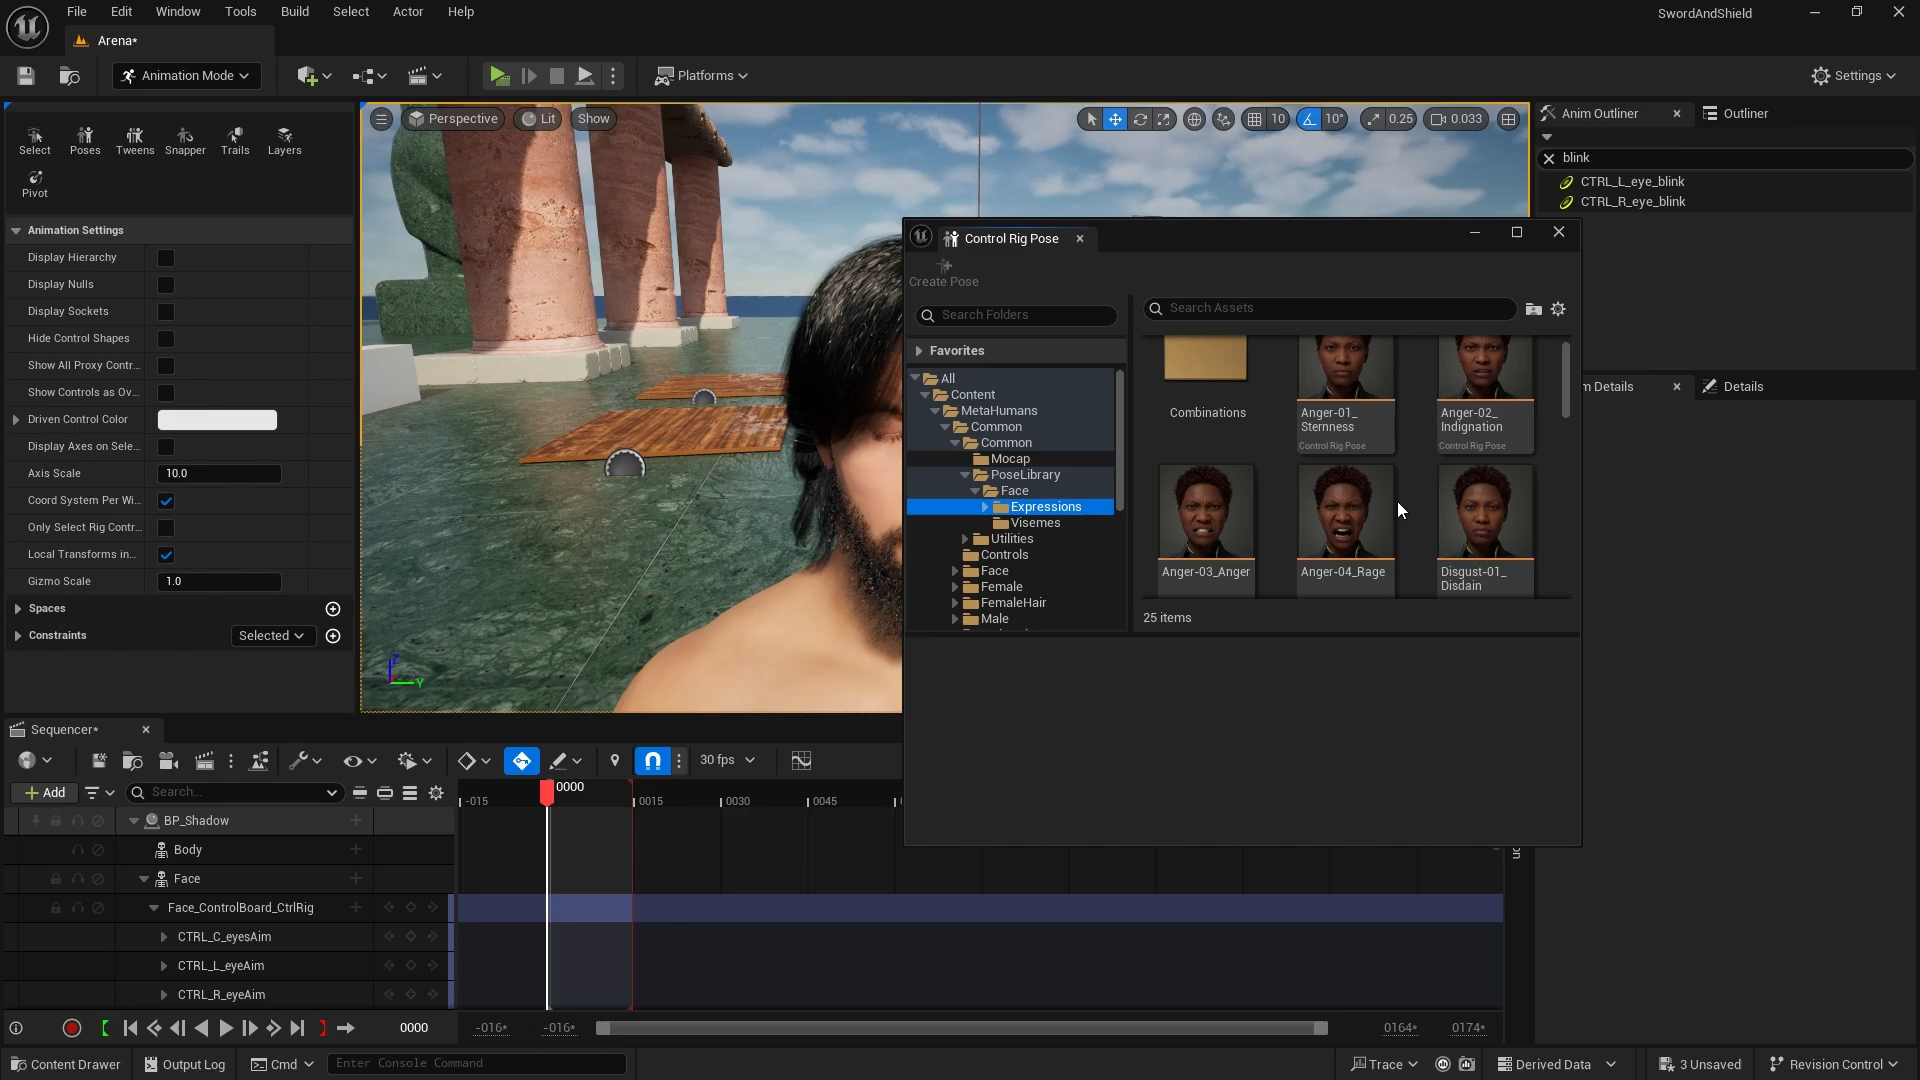 File Edit Window Tools Build Select Actor Help
SwordAndShield
Arena*
Animation Mode
Platforms
Settings
Select Poses Tweens Snapper Trails Layers
Pivot
Animation Settings
Display Hierarchy
Display Nulls
Display Sockets
Hide Control Shapes
Show All Proxy Contr...
Show Controls as Ov...
Driven Control Color
Display Axes on Sele...
Axis Scale 10.0
Coord System Per Wi...
Only Select Rig Contr...
Local Transforms in...
Gizmo Scale 1.0
Spaces
Constraints Selected
Perspective Lit Show
10 10° 0.25 0.033
Z
Y
Anim Outliner Outliner
blink
CTRL_L_eye_blink
CTRL_R_eye_blink
m Details Details
Control Rig Pose
Create Pose
Search Folders
Favorites
All
Content
MetaHumans
Common
Common
Mocap
PoseLibrary
Face
Expressions
Visemes
Utilities
Controls
Face
Female
FemaleHair
Male
Search Assets
Combinations
Anger-01_
Sternness
Control Rig Pose
Anger-02_
Indignation
Control Rig Pose
Anger-03_Anger
Anger-04_Rage
Disgust-01_
Disdain
25 items
Sequencer*
30 fps
Add
Search...
0000
-015 0015 0030 0045
BP_Shadow
Body
Face
Face_ControlBoard_CtrlRig
CTRL_C_eyesAim
CTRL_L_eyeAim
CTRL_R_eyeAim
0000 -016* -016* 0164* 0174*
Content Drawer Output Log Cmd Enter Console Command
Trace Derived Data 3 Unsaved Revision Control